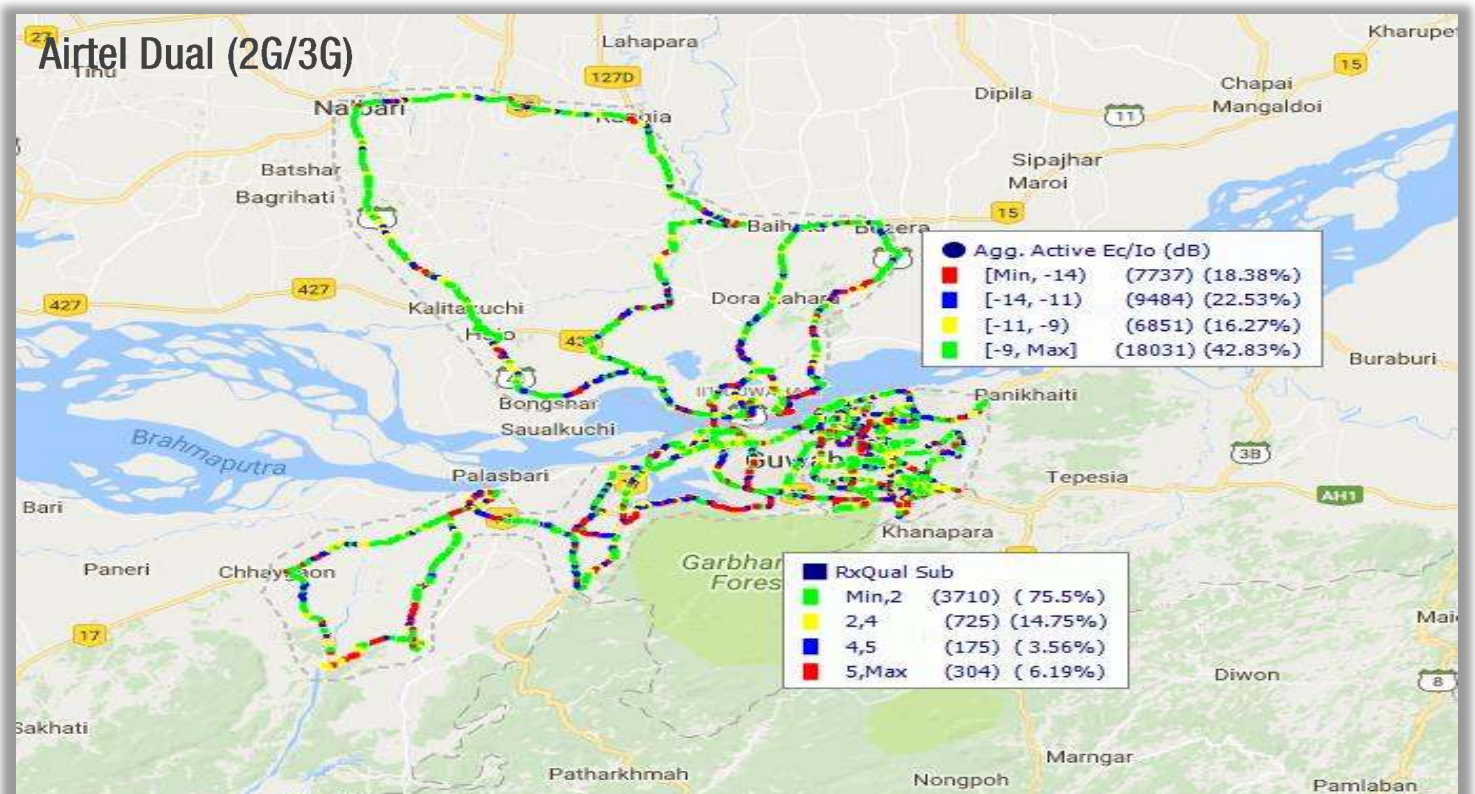 Airtel Dual (2G/3G)
27
Tihu
Lahapara
Kharupet
15
127D
Chapai
Mangaldoi
Dipila
11
Nalbari
Batshar
Bagrihati
Sipajhar
Maroi
15
Agg. Active Ec/Io (dB)
[Min, -14) (7737) (18.38%)
[-14, -11) (9484) (22.53%)
[-11, -9) (6851) (16.27%)
[-9, Max] (18031) (42.83%)
427
427
Buraburi
Bongshar
Saualkuchi
Panikhaiti
Brahmaputra
Palasbari
3B
Tepesia
AH1
Bari
Khanapara
Paneri
RxQual Sub
Min,2 (3710) ( 75.5%)
2,4 (725) (14.75%)
4,5 (175) ( 3.56%)
5,Max (304) ( 6.19%)
17
Diwon
8
Sakhati
Marngar
Patharkhmah
Nongpoh
Pamlaban